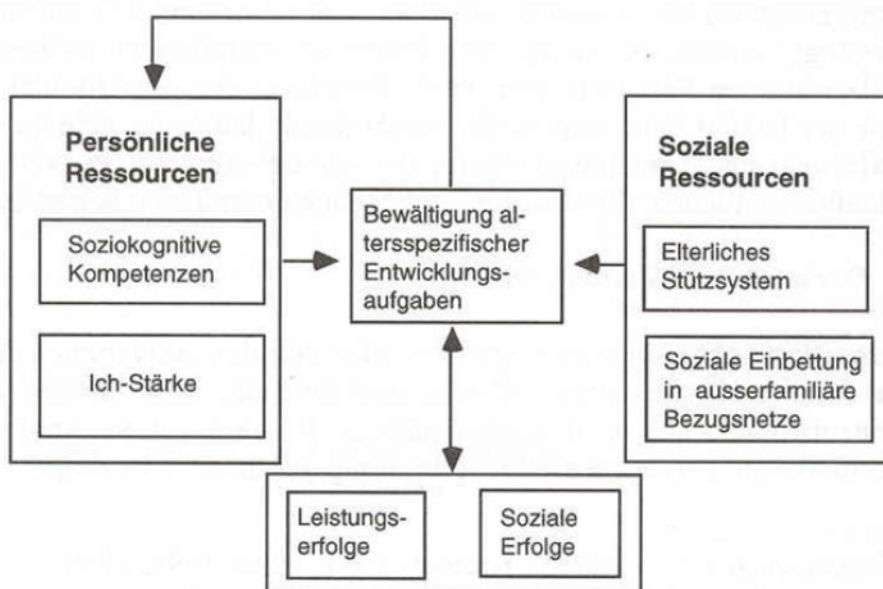 Persönliche
Ressourcen
Soziokognitive
Kompetenzen
Ich-Stärke
Bewältigung al-
tersspezifischer
Entwicklungs-
aufgaben
Soziale
Ressourcen
Elterliches
Stützsystem
Soziale Einbettung
in ausserfamiliäre
Bezugsnetze
Leistungs-
erfolge
Soziale
Erfolge